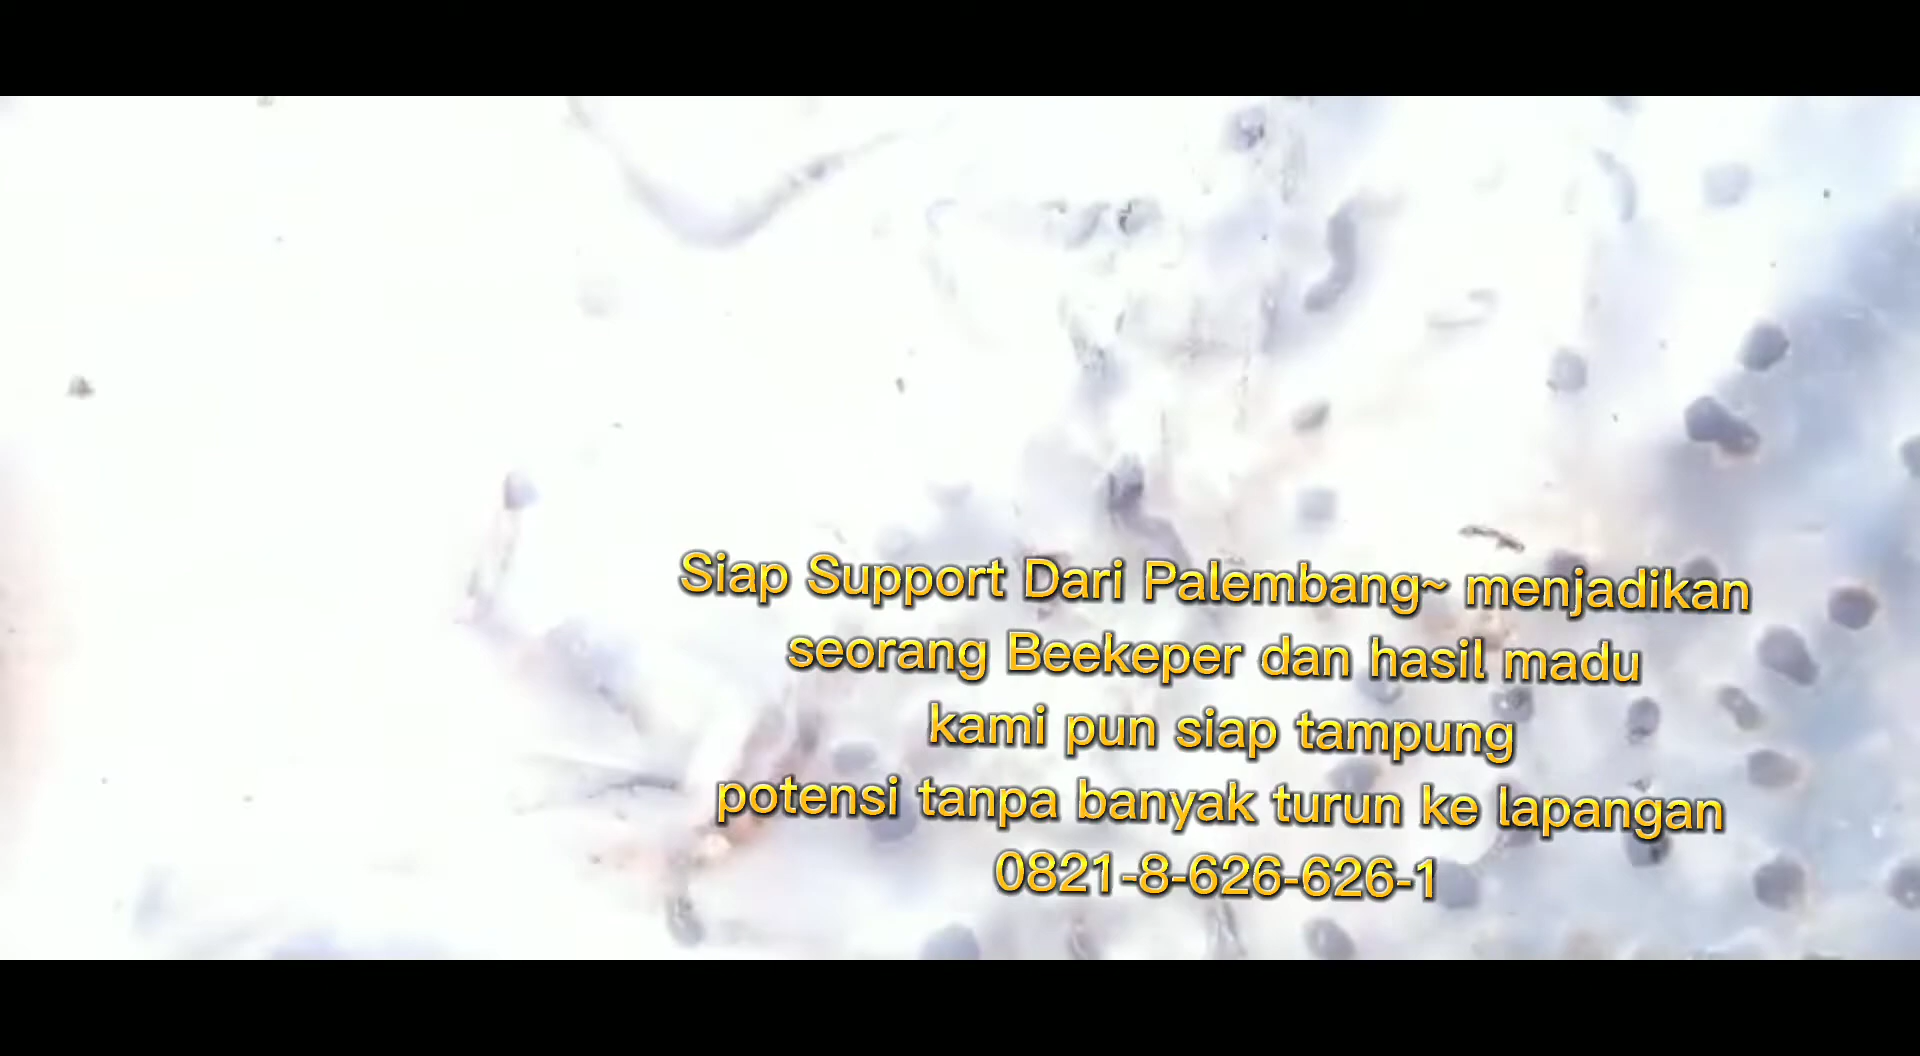 Siap Support Dari Palembang~ menjadikan
seorang Beekeper dan hasil madu
kami pun siap tampung
potensi tanpa banyak turun ke lapangan
0821-8-626-626-1